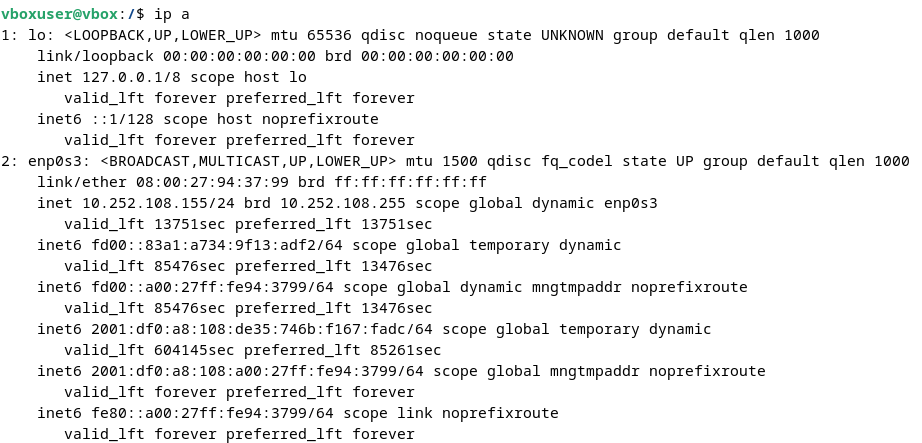 vboxuser@vbox:/$ ip a
1: lo: <LOOPBACK,UP,LOWER_UP> mtu 65536 qdisc noqueue state UNKNOWN group default qlen 1000
    link/loopback 00:00:00:00:00:00 brd 00:00:00:00:00:00
    inet 127.0.0.1/8 scope host lo
       valid_lft forever preferred_lft forever
    inet6 ::1/128 scope host noprefixroute
       valid_lft forever preferred_lft forever
2: enp0s3: <BROADCAST,MULTICAST,UP,LOWER_UP> mtu 1500 qdisc fq_codel state UP group default qlen 1000
    link/ether 08:00:27:94:37:99 brd ff:ff:ff:ff:ff:ff
    inet 10.252.108.155/24 brd 10.252.108.255 scope global dynamic enp0s3
       valid_lft 13751sec preferred_lft 13751sec
    inet6 fd00::83a1:a734:9f13:adf2/64 scope global temporary dynamic
       valid_lft 85476sec preferred_lft 13476sec
    inet6 fd00::a00:27ff:fe94:3799/64 scope global dynamic mngtmpaddr noprefixroute
       valid_lft 85476sec preferred_lft 13476sec
    inet6 2001:df0:a8:108:de35:746b:f167:fadc/64 scope global temporary dynamic
       valid_lft 604145sec preferred_lft 85261sec
    inet6 2001:df0:a8:108:a00:27ff:fe94:3799/64 scope global mngtmpaddr noprefixroute
       valid_lft forever preferred_lft forever
    inet6 fe80::a00:27ff:fe94:3799/64 scope link noprefixroute
       valid_lft forever preferred_lft forever